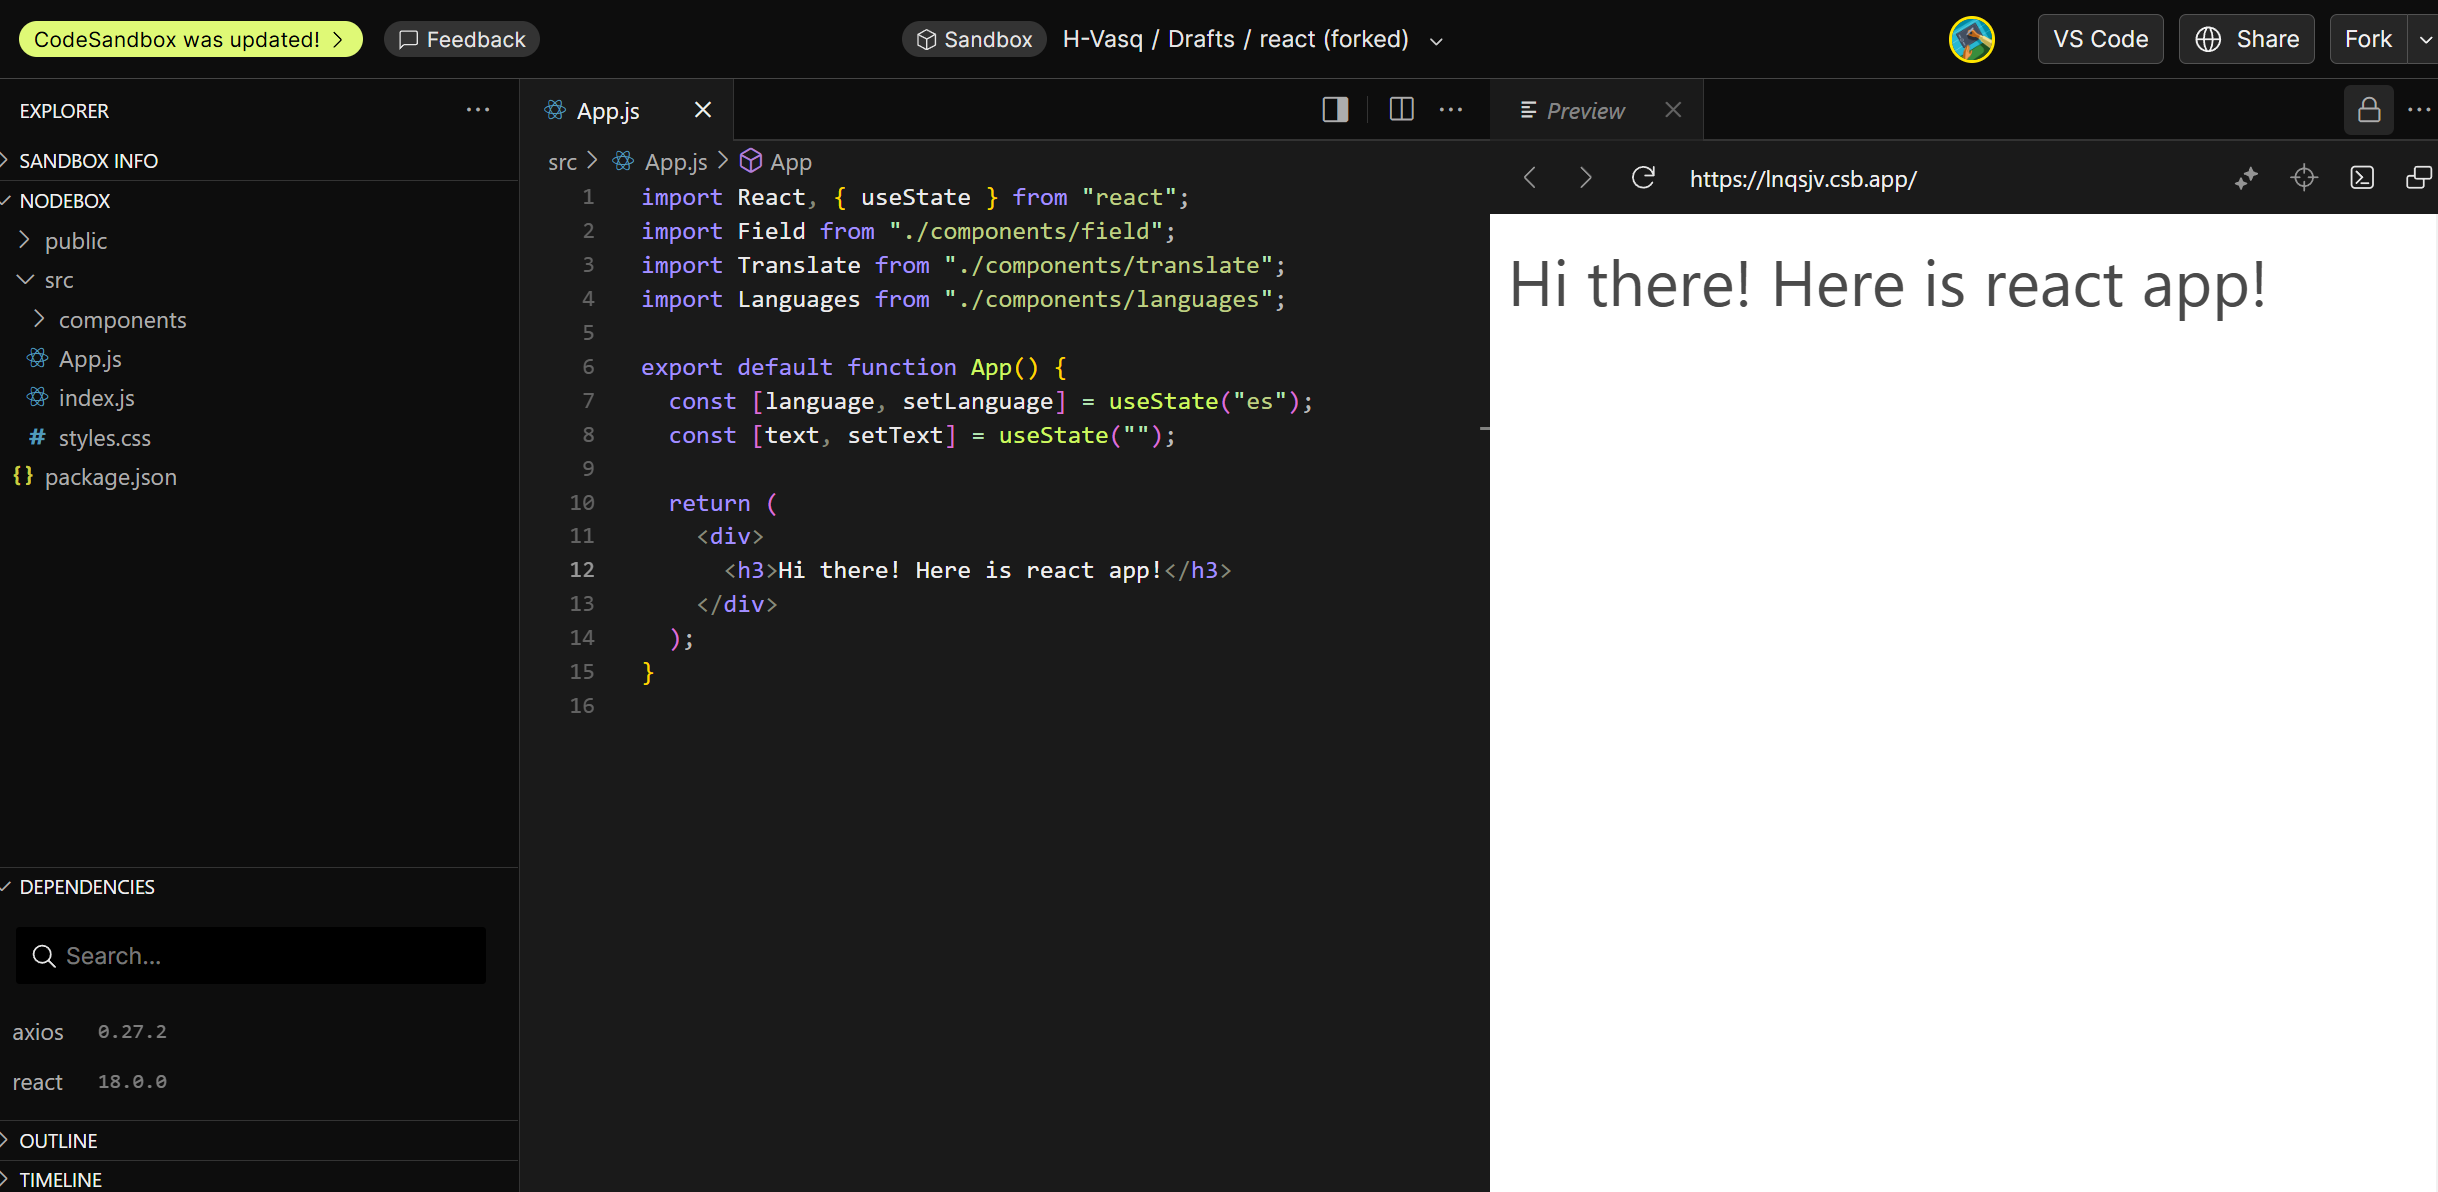 CodeSandbox was updated!
Feedback
Sandbox
H-Vasq / Drafts / react (forked)
VS Code
Share
Fork
EXPLORER
SANDBOX INFO
NODEBOX
public
src
components
App.js
index.js
styles.css
package.json
DEPENDENCIES
Search...
axios 0.27.2
react 18.0.0
OUTLINE
TIMELINE
App.js
src > App.js > App
1 import React, { useState } from "react";
2 import Field from "./components/field";
3 import Translate from "./components/translate";
4 import Languages from "./components/languages";
5
6 export default function App() {
7   const [language, setLanguage] = useState("es");
8   const [text, setText] = useState("");
9
10   return (
11     <div>
12       <h3>Hi there! Here is react app!</h3>
13     </div>
14   );
15 }
16
Preview
https://lnqsjv.csb.app/
Hi there! Here is react app!